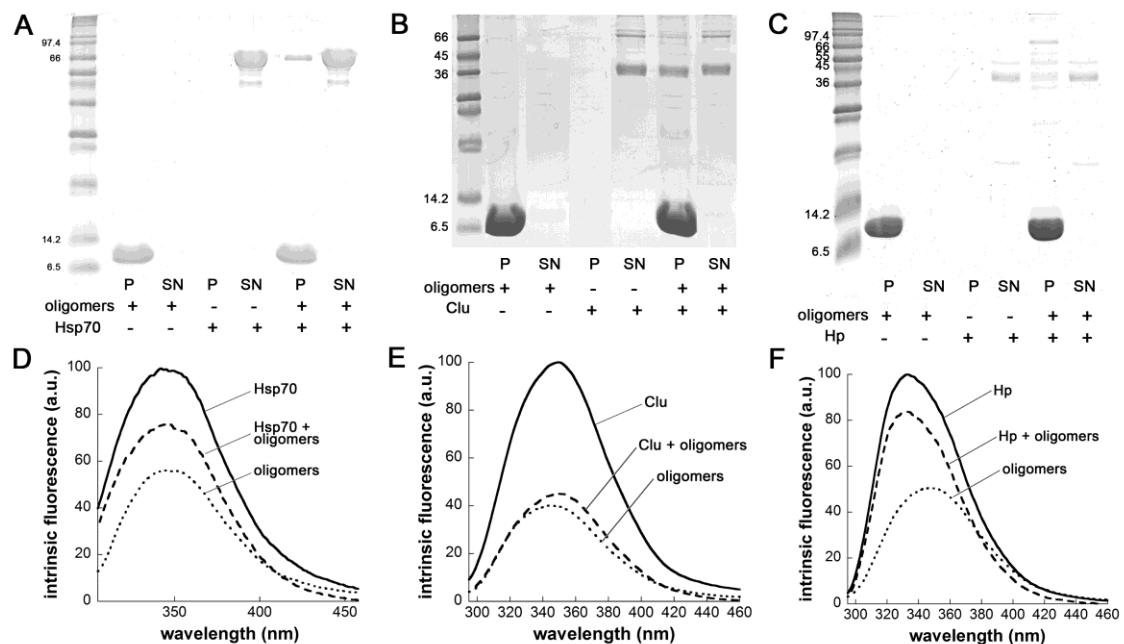 A
97.4
66
14.2
6.5
P SN P SN P SN
oligomers + + - - + +
Hsp70 - - + + + +
B
66
45
36
14.2
6.5
P SN P SN P SN
oligomers + + - - + +
Clu - - + + + +
C
97.4
66
55
45
36
14.2
6.5
P SN P SN P SN
oligomers + + - - + +
Hp - - + + + +
D
intrinsic fluorescence (a.u.)
100
80
60
40
20
0
Hsp70
Hsp70 +
oligomers
oligomers
350 400 450
wavelength (nm)
E
intrinsic fluorescence (a.u.)
100
80
60
40
20
0
Clu
Clu + oligomers
oligomers
300 320 340 360 380 400 420 440 460
wavelength (nm)
F
intrinsic fluorescence (a.u.)
100
80
60
40
20
0
Hp
Hp + oligomers
oligomers
300 320 340 360 380 400 420 440 460
wavelength (nm)